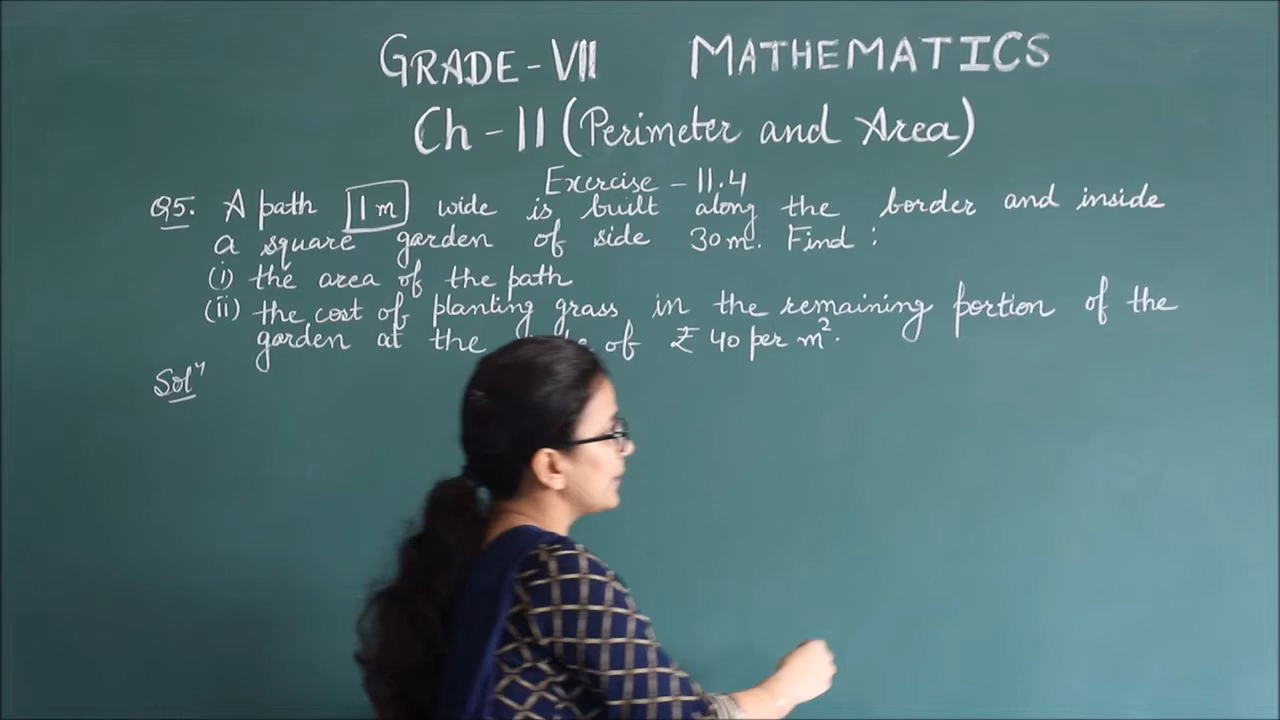 GRADE-VII MATHEMATICS
Ch-11 (Perimeter and Area)
Exercise - 11.4
Q5. A path 1 m wide is built along the border and inside
a square garden of side 30 m. Find :
(i) the area of the path
(ii) the cost of planting grass in the remaining portion of the
garden at the of ₹ 40 per m².
Solⁿ